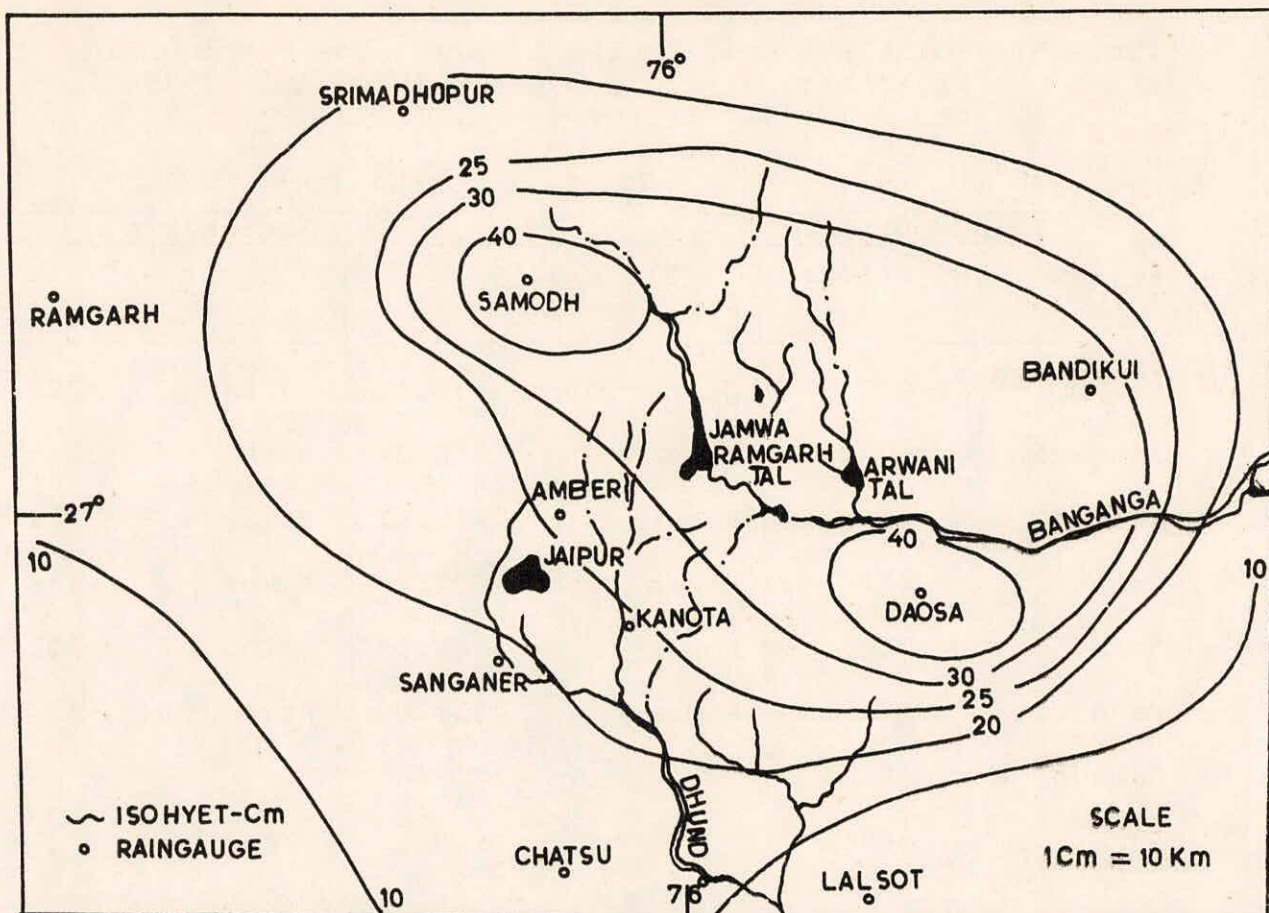 76°
SRIMADHOPUR
25
30
40
SAMODH
RAMGARH
BANDIKUI
JAMWA
RAMGARH
TAL
ARWANI
TAL
AMBER
27°
BANGANGA
40
10
JAIPUR
10
DAOSA
KANOTA
SANGANER
30
25
20
DHUND
ISOHYET-Cm
RAINGAUGE
SCALE
1Cm = 10 Km
CHATSU
10
76
LALSOT